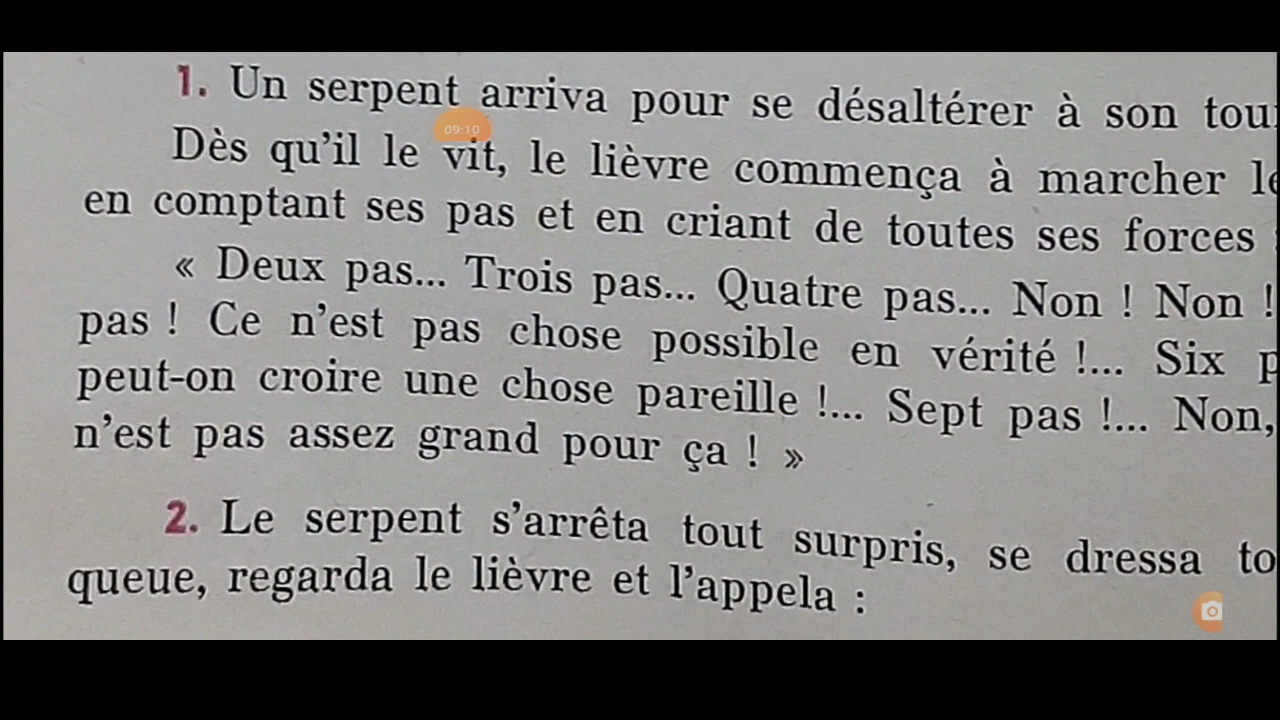 1. Un serpent arriva pour se désaltérer à son tou
09:10
Dès qu'il le vit, le lièvre commença à marcher
en comptant ses pas et en criant de toutes ses forces :
« Deux pas... Trois pas... Quatre pas... Non ! Non !
pas ! Ce n'est pas chose possible en vérité !... Six
peut-on croire une chose pareille !... Sept pas !... Non,
n'est pas assez grand pour ça ! »
2. Le serpent s'arrêta tout surpris, se dressa
queue, regarda le lièvre et l'appela :